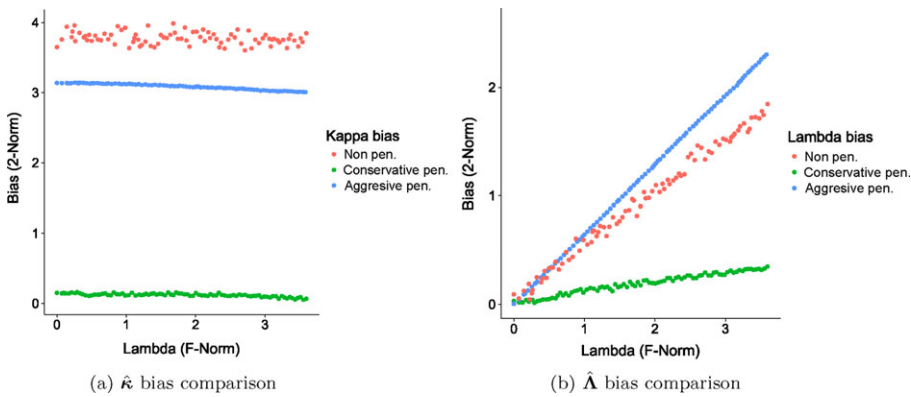 4
3
2
1
0
Bias (2-Norm)
0 1 2 3
Lambda (F-Norm)
Kappa bias
Non pen.
Conservative pen.
Aggresive pen.
(a) κ̂ bias comparison
2
1
0
Bias (2-Norm)
0 1 2 3
Lambda (F-Norm)
Lambda bias
Non pen.
Conservative pen.
Aggresive pen.
(b) Λ̂ bias comparison